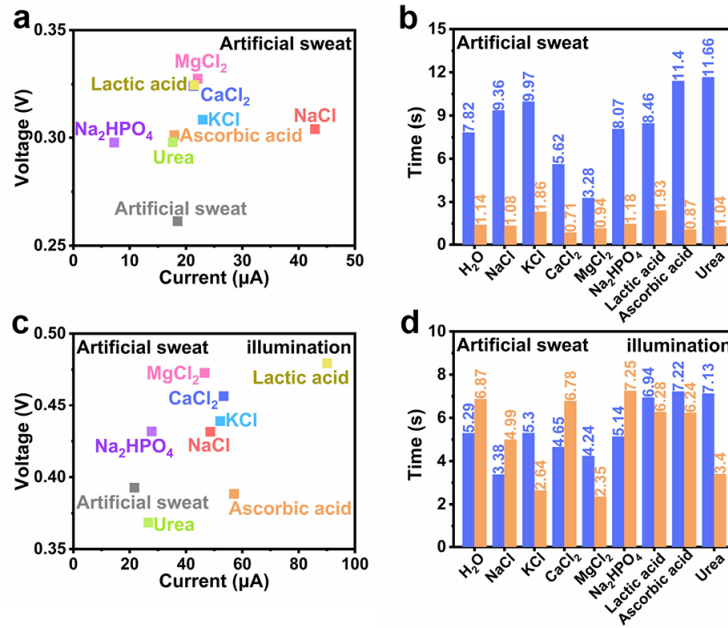 a
Artificial sweat
0.35
0.30
0.25
Voltage (V)
MgCl₂
Lactic acid
CaCl₂
NaCl
KCl
Na₂HPO₄
Ascorbic acid
Urea
Artificial sweat
0 10 20 30 40 50
Current (µA)
b
Artificial sweat
15
12
9
6
3
0
Time (s)
7.82 1.14 9.36 1.08 9.97 1.86 5.62 0.71 3.28 0.94 8.07 1.18 8.46 1.93 11.4 0.87 11.66 1.04
H₂O NaCl KCl CaCl₂ MgCl₂ Na₂HPO₄ Lactic acid Ascorbic acid Urea
c
Artificial sweat illumination
0.50
0.45
0.40
0.35
Voltage (V)
MgCl₂
Lactic acid
CaCl₂
KCl
Na₂HPO₄
NaCl
Artificial sweat
Ascorbic acid
Urea
0 20 40 60 80 100
Current (µA)
d
Artificial sweat illumination
10
8
6
4
2
0
Time (s)
5.29 6.87 3.38 4.99 5.3 2.64 4.65 6.78 4.24 2.35 5.14 7.25 6.94 6.28 7.22 6.24 7.13 3.4
H₂O NaCl KCl CaCl₂ MgCl₂ Na₂HPO₄ Lactic acid Ascorbic acid Urea